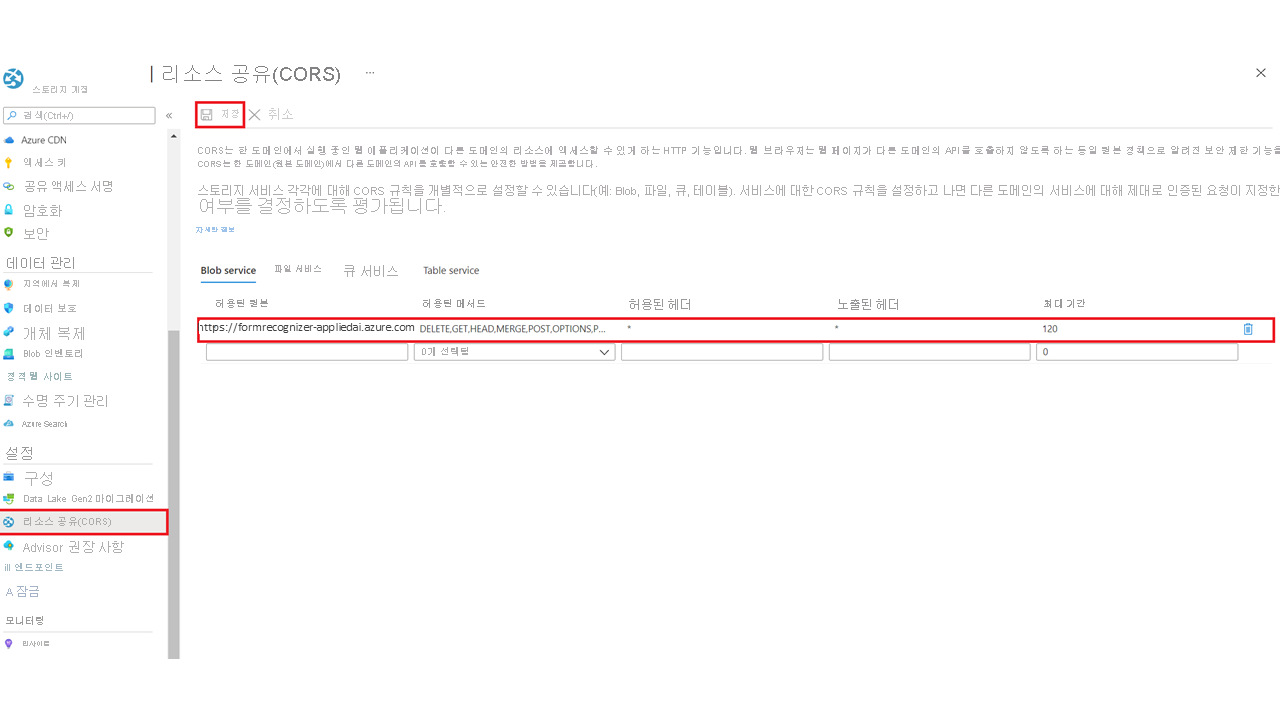 | 리소스 공유(CORS) ...
스토리지 계정
검색(Ctrl+/)
«
저장
취소
Azure CDN
액세스 키
공유 액세스 서명
암호화
보안
데이터 관리
지역에서 복제
데이터 보호
개체 복제
Blob 인벤토리
정적 웹 사이트
수명 주기 관리
Azure Search
설정
구성
Data Lake Gen2 마이그레이션
리소스 공유(CORS)
Advisor 권장 사항
ill 엔드포인트
A 잠금
모니터링
인사이트
CORS는 한 도메인에서 실행 중인 웹 애플리케이션이 다른 도메인의 리소스에 액세스할 수 있게 하는 HTTP 기능입니다. 웹 브라우저는 웹 페이지가 다른 도메인의 API를 호출하지 않도록 하는 동일 원본 정책으로 알려진 보안 제한 기능을
CORS는 한 도메인(원본 도메인)에서 다른 도메인의 API를 호출할 수 있는 안전한 방법을 제공합니다.
스토리지 서비스 각각에 대해 CORS 규칙을 개별적으로 설정할 수 있습니다(예: Blob, 파일, 큐, 테이블). 서비스에 대한 CORS 규칙을 설정하고 나면 다른 도메인의 서비스에 대해 제대로 인증된 요청이 지정한
여부를 결정하도록 평가됩니다.
자세한 정보
Blob service 파일 서비스 큐 서비스 Table service
허용된 원본 허용된 메서드 허용된 헤더 노출된 헤더 최대 기간
https://formrecognizer-appliedai.azure.com DELETE,GET,HEAD,MERGE,POST,OPTIONS,P... * * 120
0개 선택됨 0